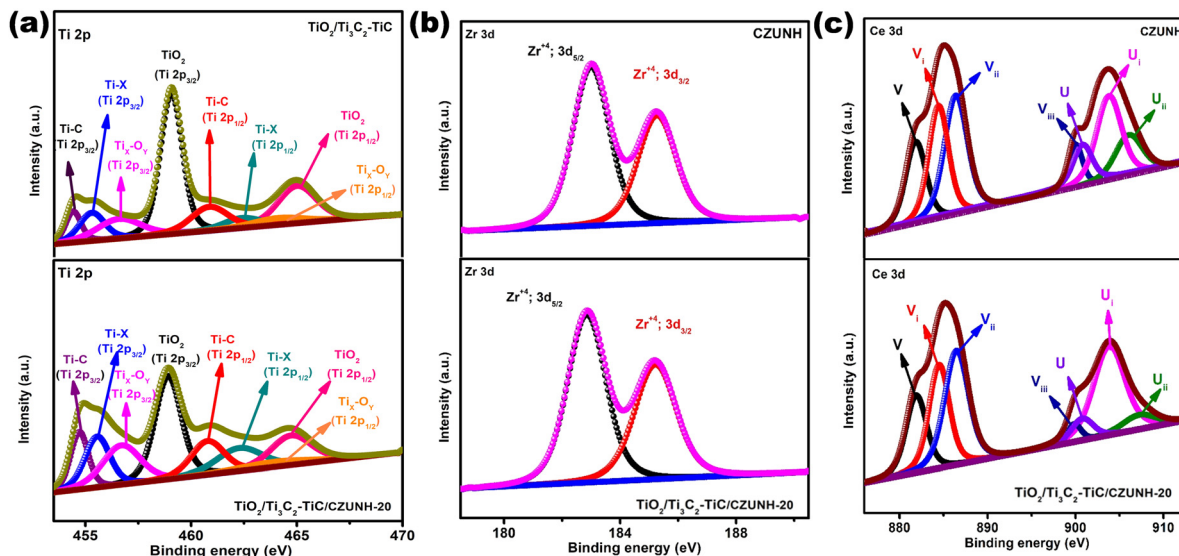 (a)
Ti 2p
TiO₂/Ti₃C₂-TiC
TiO₂
(Ti 2p₃/₂)
Ti-X
(Ti 2p₃/₂)
Ti-C
(Ti 2p₃/₂)
Tiₓ-Oᵧ
(Ti 2p₃/₂)
Ti-C
(Ti 2p₁/₂)
Ti-X
(Ti 2p₁/₂)
TiO₂
(Ti 2p₁/₂)
Tiₓ-Oᵧ
(Ti 2p₁/₂)
Intensity (a.u.)
Ti 2p
Ti-C
(Ti 2p₃/₂)
Ti-X
(Ti 2p₃/₂)
Tiₓ-Oᵧ
(Ti 2p₃/₂)
TiO₂
(Ti 2p₃/₂)
Ti-C
(Ti 2p₁/₂)
Ti-X
(Ti 2p₁/₂)
TiO₂
(Ti 2p₁/₂)
Tiₓ-Oᵧ
(Ti 2p₁/₂)
Intensity (a.u.)
TiO₂/Ti₃C₂-TiC/CZUNH-20
455 460 465 470
Binding energy (eV)
(b)
Zr 3d
CZUNH
Zr⁺⁴; 3d₅/₂
Zr⁺⁴; 3d₃/₂
Intensity (a.u.)
Zr 3d
Zr⁺⁴; 3d₅/₂
Zr⁺⁴; 3d₃/₂
Intensity (a.u.)
TiO₂/Ti₃C₂-TiC/CZUNH-20
180 184 188
Binding energy (eV)
(c)
Ce 3d
CZUNH
V
Vᵢ
Vᵢᵢ
Vᵢᵢᵢ
U
Uᵢ
Uᵢᵢ
Intensity (a.u.)
Ce 3d
V
Vᵢ
Vᵢᵢ
Vᵢᵢᵢ
U
Uᵢ
Uᵢᵢ
Intensity (a.u.)
TiO₂/Ti₃C₂-TiC/CZUNH-20
880 890 900 910
Binding energy (eV)